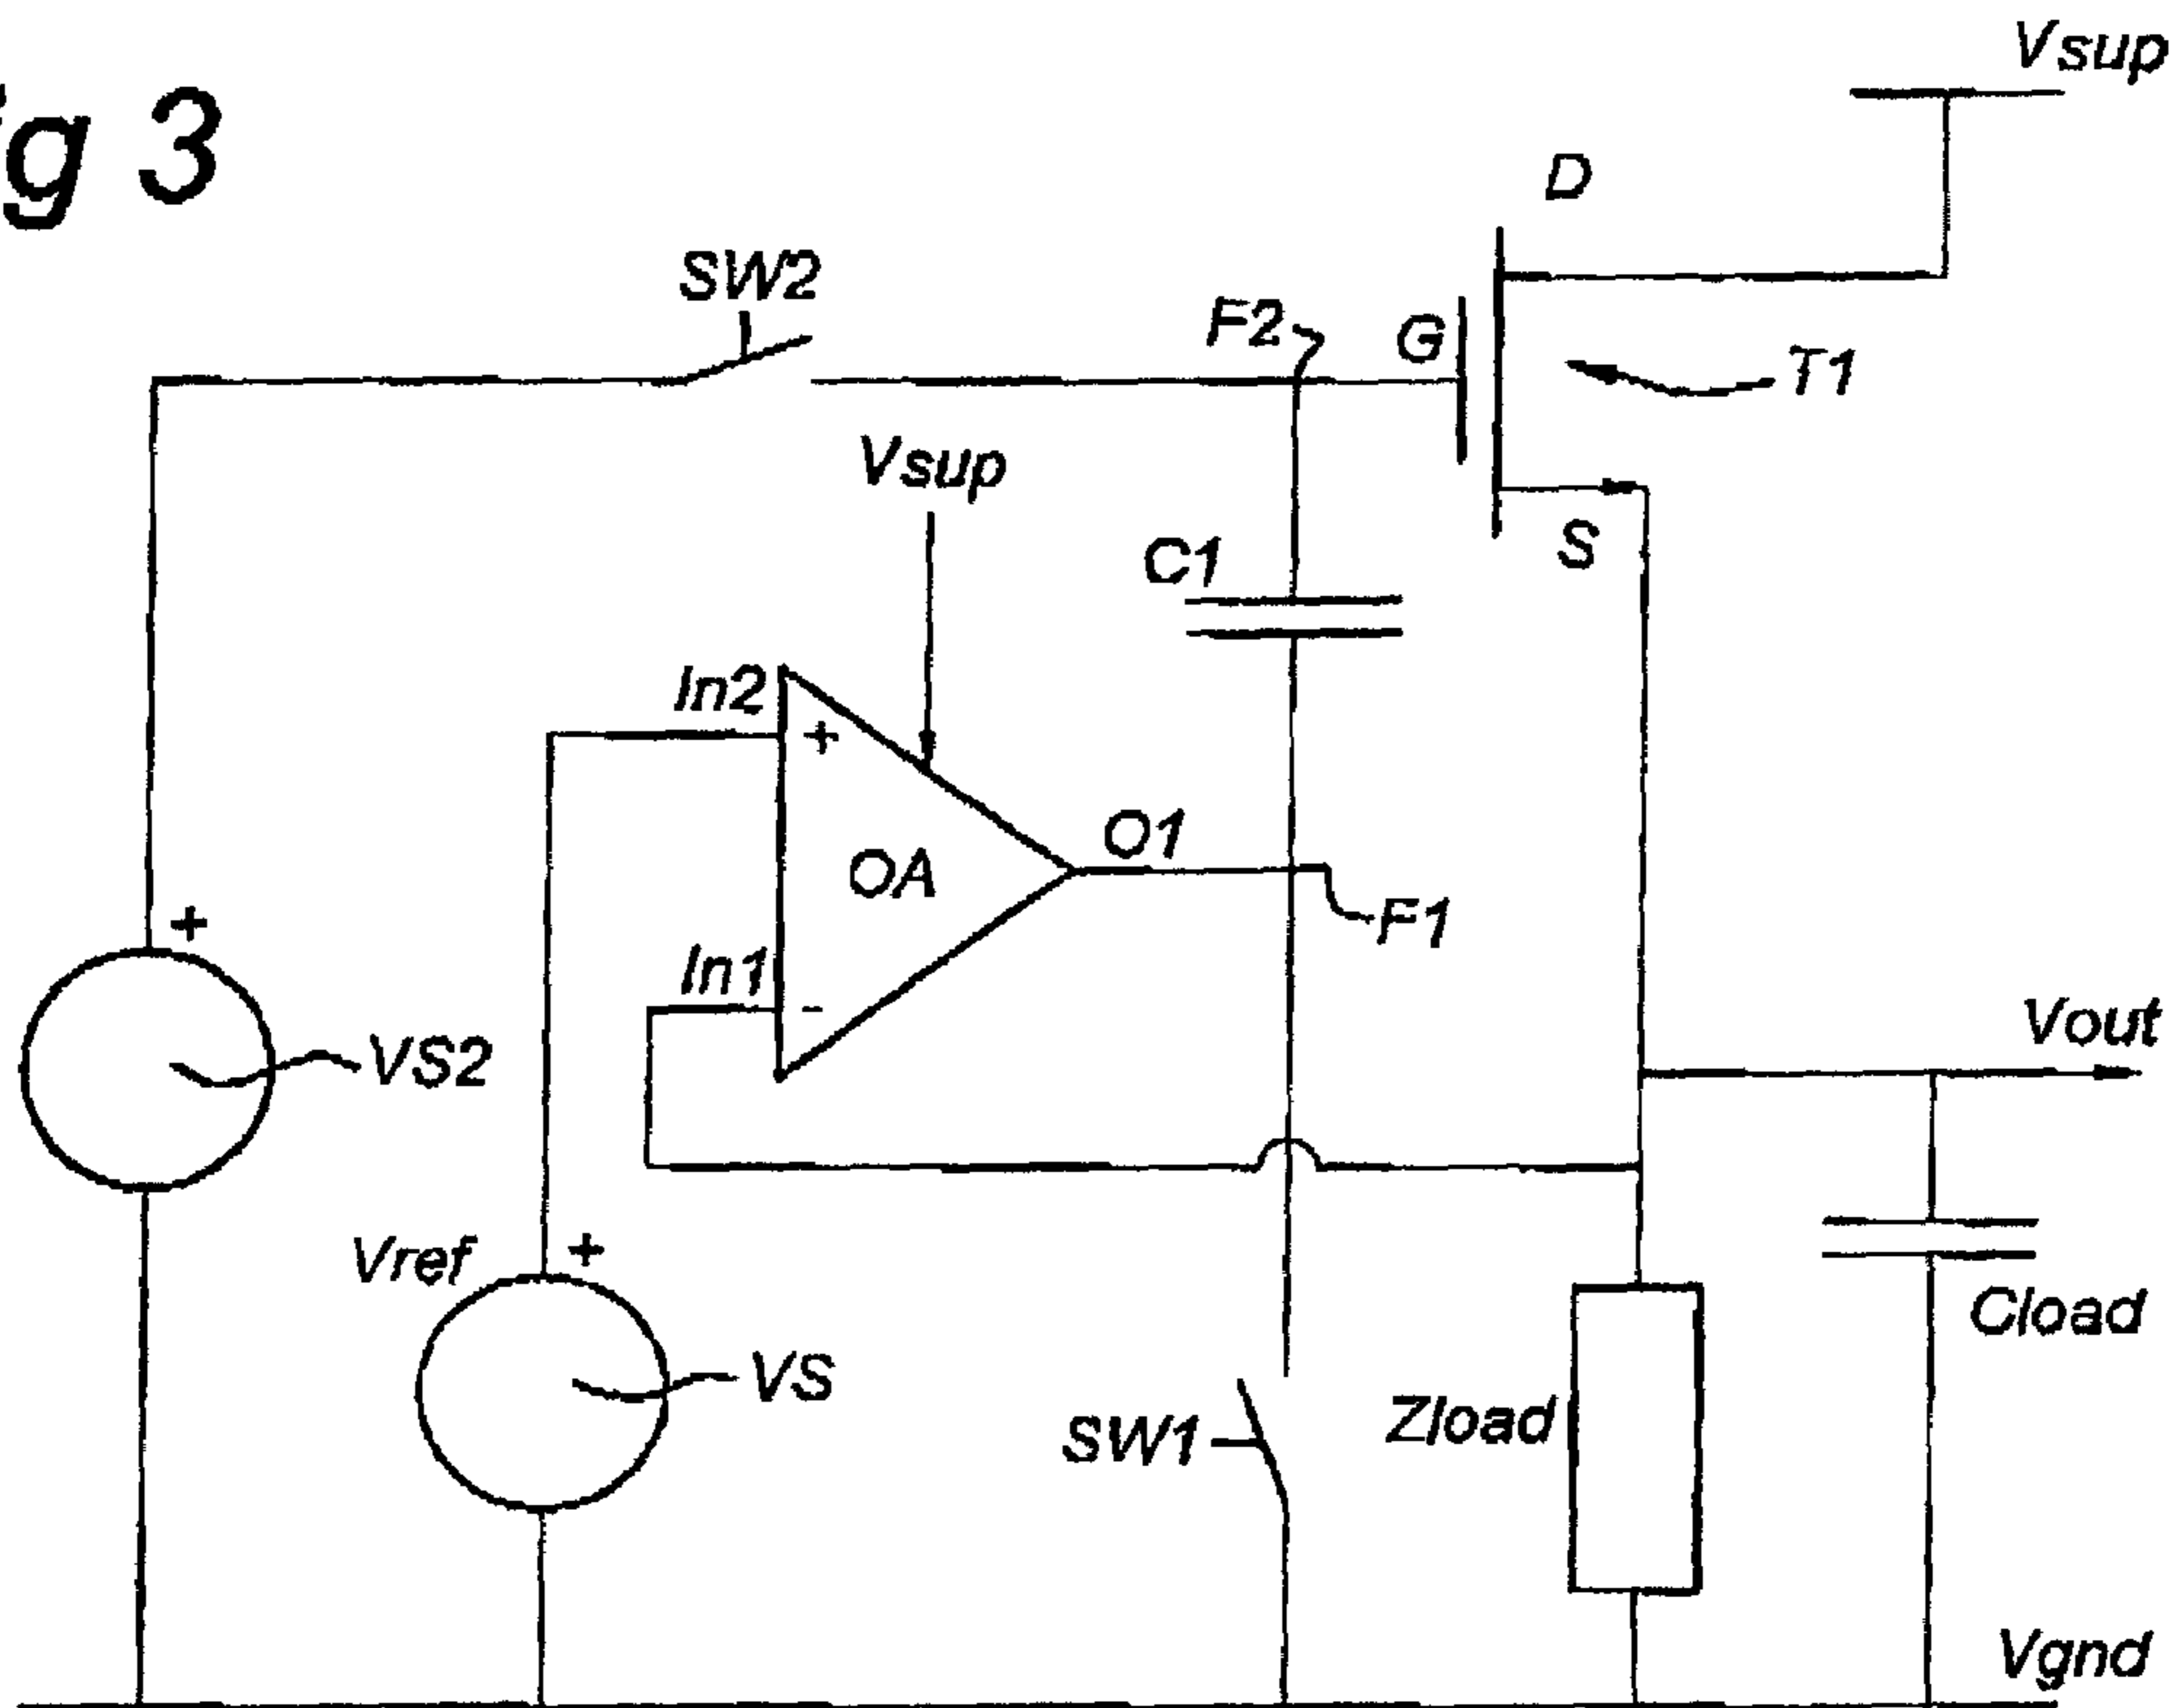 g 3
Vsup
D
SW2
F2
G
T1
Vsup
S
C1
In2
+
O1
OA
F1
+
In1
-
Vout
VS2
Vref
+
Cload
VS
Zload
SW1
Vgnd